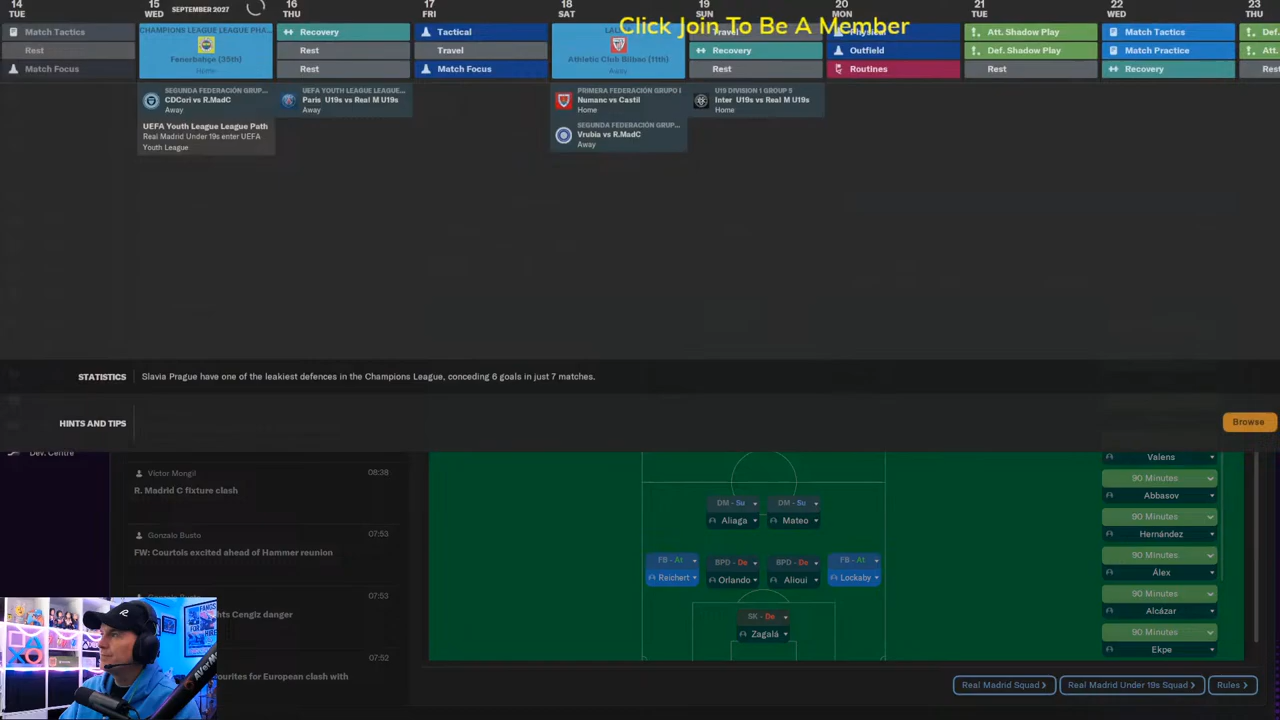 14
TUE
Match Tactics
Rest
Match Focus
15
WED
SEPTEMBER 2027
CHAMPIONS LEAGUE LEAGUE PHA...
Fenerbahçe (35th)
Home
SEGUNDA FEDERACIÓN GRUP...
CDCori vs R.MadC
Away
UEFA Youth League League Path
Real Madrid Under 19s enter UEFA
Youth League
16
THU
Recovery
Rest
Rest
UEFA YOUTH LEAGUE LEAGUE...
Paris U19s vs Real M U19s
Away
17
FRI
Tactical
Travel
Match Focus
18
SAT
Athletic Club Bilbao (11th)
Away
PRIMERA FEDERACIÓN GRUPO I
Numanc vs Castil
Home
SEGUNDA FEDERACIÓN GRUP...
Vrubia vs R.MadC
Away
19
SUN
Travel
Recovery
Rest
U19 DIVISION 1 GROUP 5
Inter U19s vs Real M U19s
Home
20
MON
Physical
Outfield
Routines
21
TUE
Att. Shadow Play
Def. Shadow Play
Rest
22
WED
Match Tactics
Match Practice
Recovery
23
THU
Def.
Att.
Rest
Click Join To Be A Member
STATISTICS
Slavia Prague have one of the leakiest defences in the Champions League, conceding 6 goals in just 7 matches.
HINTS AND TIPS
Browse
Dev. Centre
Víctor Mongil
08:38
R. Madrid C fixture clash
Gonzalo Busto
07:53
FW: Courtois excited ahead of Hammer reunion
07:53
hts Cengiz danger
07:52
ourites for European clash with
DM - Su
Aliaga
DM - Su
Mateo
FB - At
Reichert
BPD - De
Orlando
BPD - De
Alioui
FB - At
Lockaby
SK - De
Zagalá
Valens
90 Minutes
Abbasov
90 Minutes
Hernández
90 Minutes
Álex
90 Minutes
Alcázar
90 Minutes
Ekpe
Real Madrid Squad >
Real Madrid Under 19s Squad >
Rules >